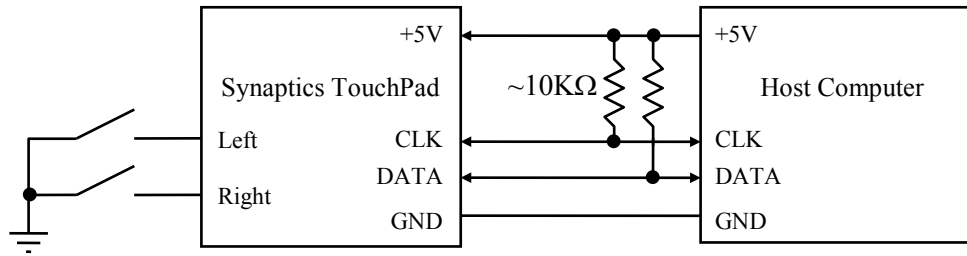 +5V
+5V
Synaptics TouchPad
~10KΩ
Host Computer
Left
CLK
CLK
DATA
DATA
Right
GND
GND